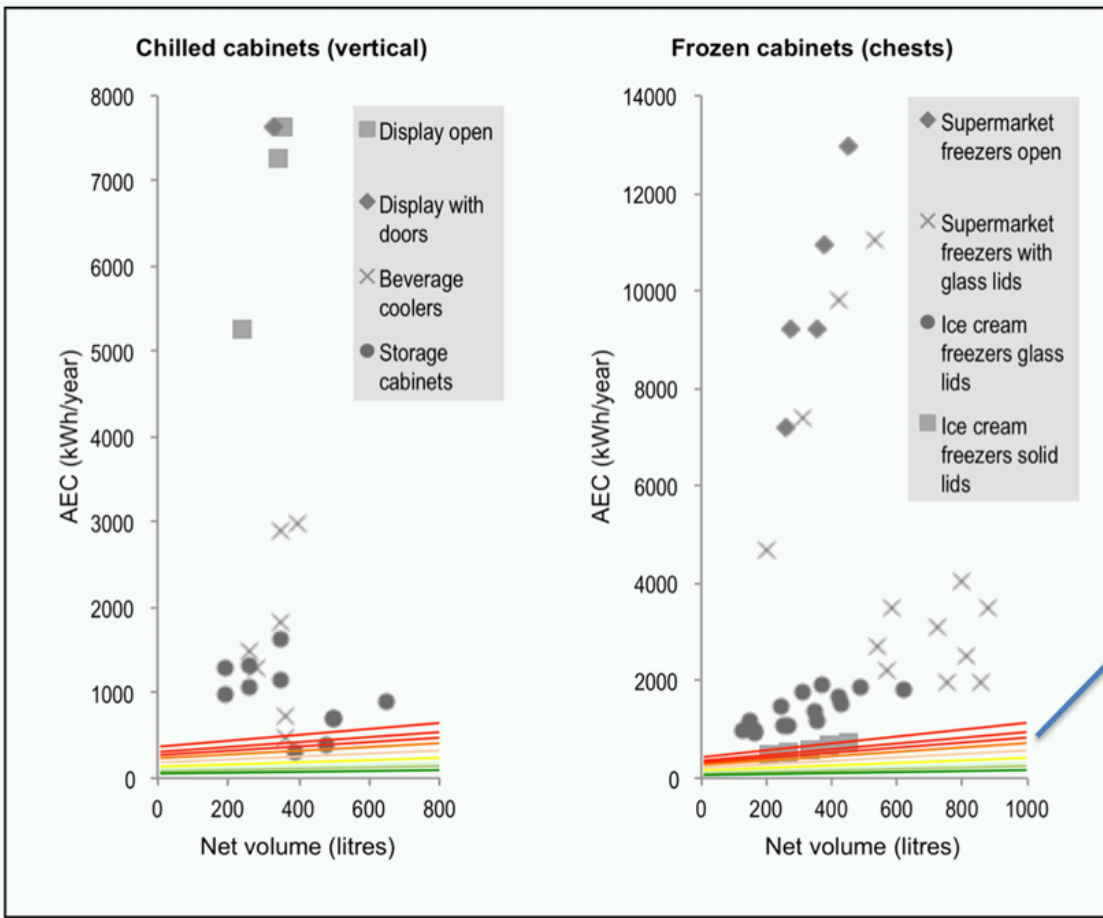 Chilled cabinets (vertical)
8000
7000
6000
5000
4000
3000
2000
1000
0
AEC (kWh/year)
Display open
Display with
doors
Beverage
coolers
Storage
cabinets
0 200 400 600 800
Net volume (litres)
Frozen cabinets (chests)
14000
12000
10000
8000
6000
4000
2000
0
AEC (kWh/year)
Supermarket
freezers open
Supermarket
freezers with
glass lids
Ice cream
freezers glass
lids
Ice cream
freezers solid
lids
0 200 400 600 800 1000
Net volume (litres)